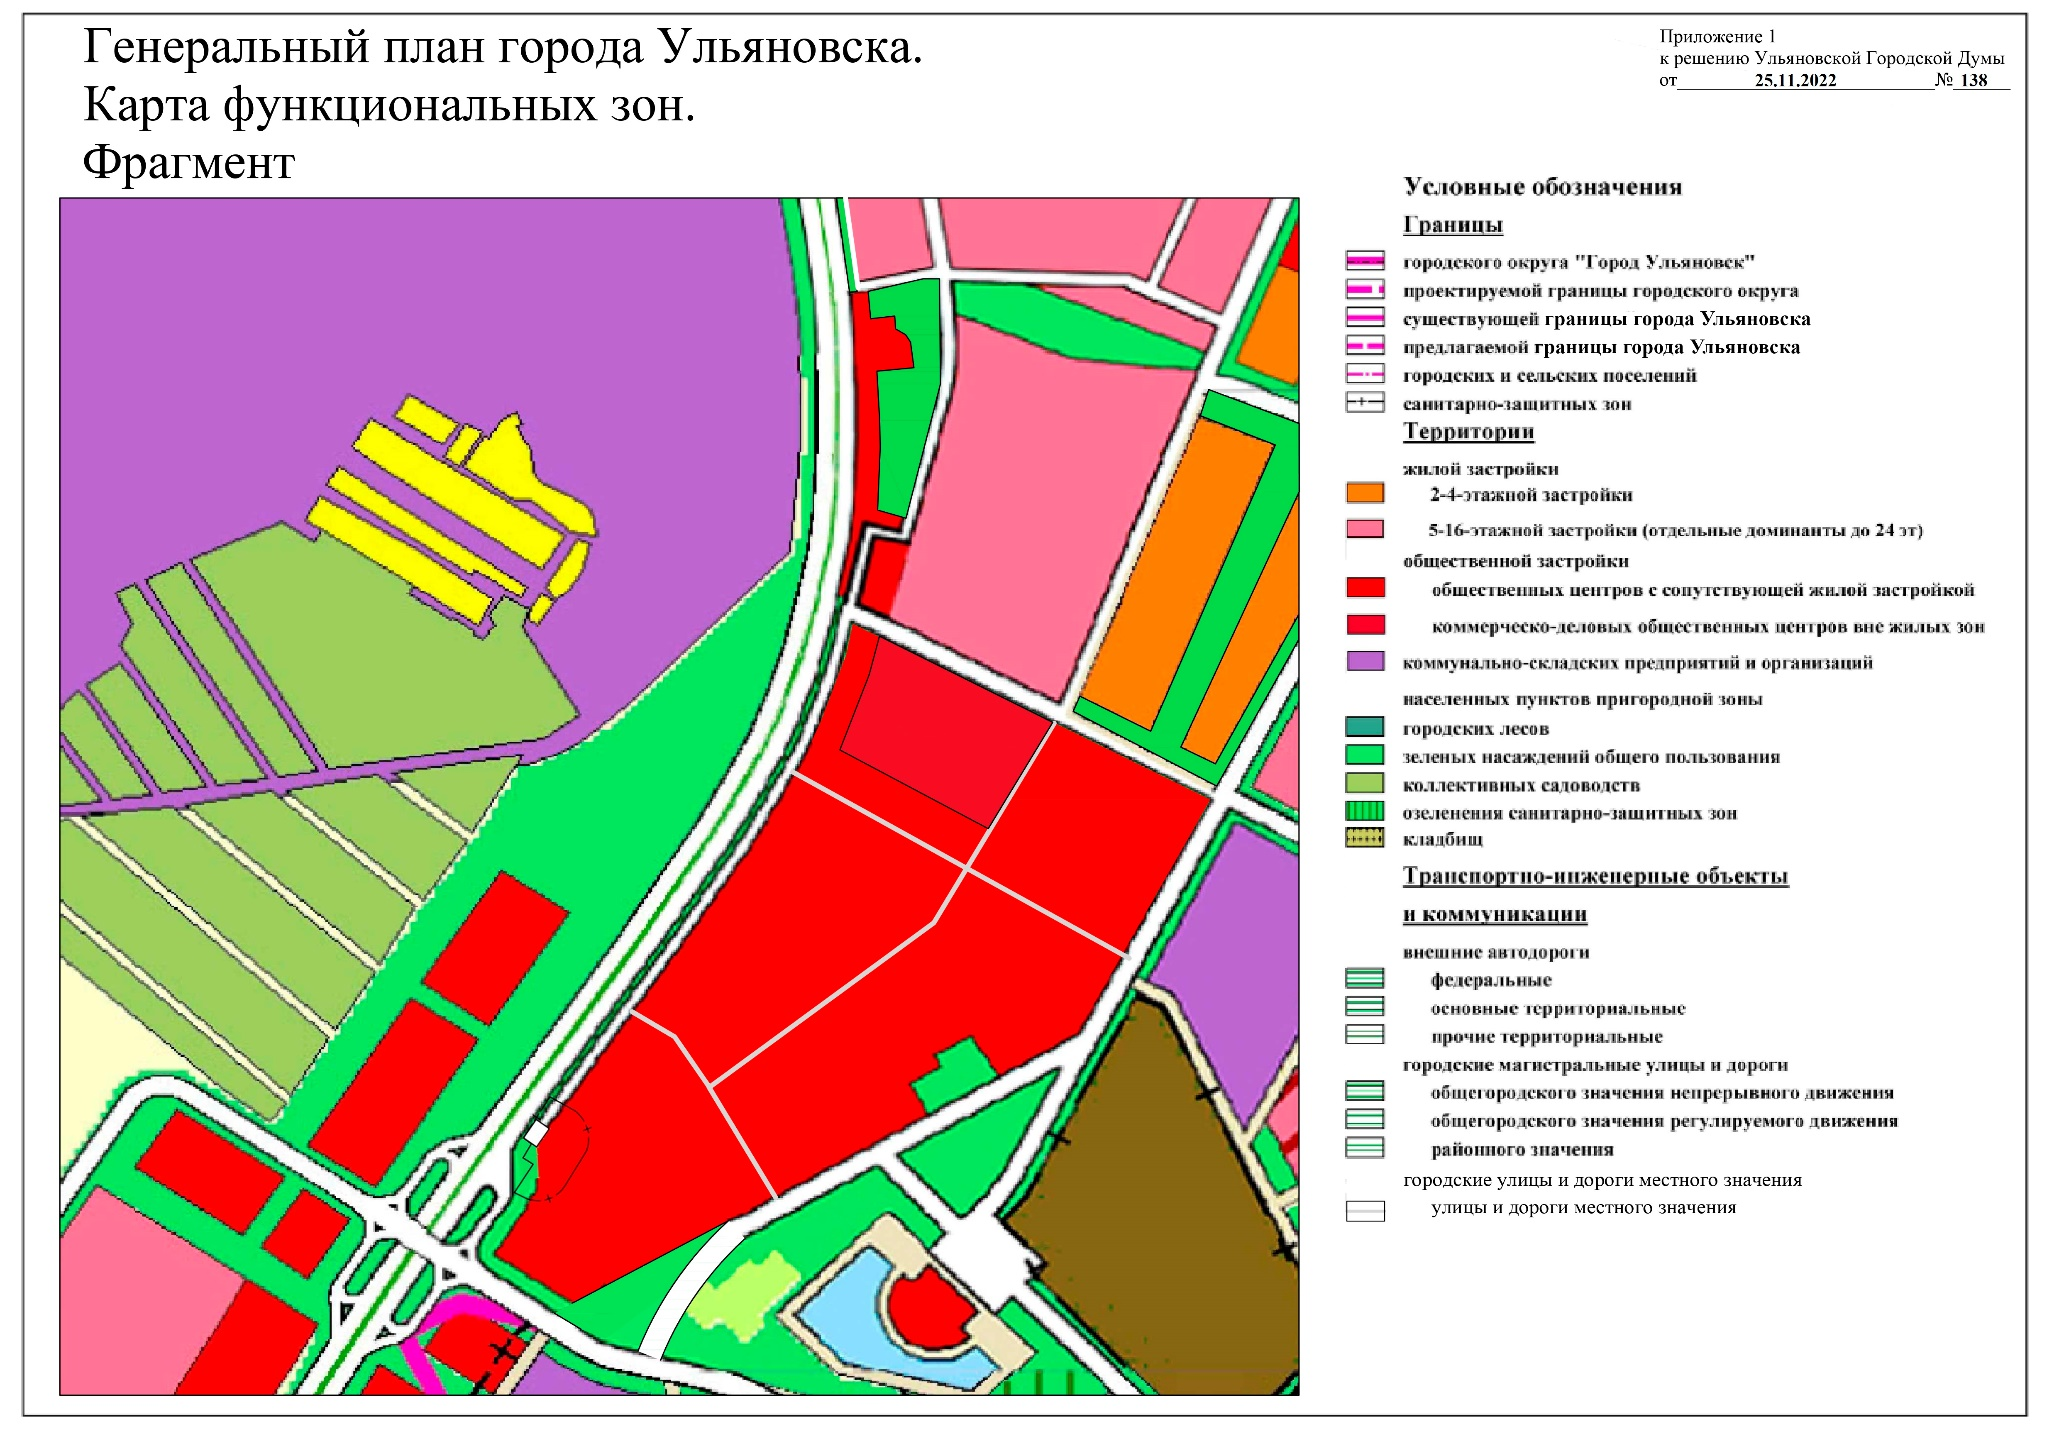 Генеральный план города Ульяновска.
Карта функциональных зон.
Фрагмент
Приложение 1
к решению Ульяновской Городской Думы
от 25.11.2022 № 138
Условные обозначения
Границы
городского округа "Город Ульяновск"
проектируемой границы городского округа
существующей границы города Ульяновска
предлагаемой границы города Ульяновска
городских и сельских поселений
санитарно-защитных зон
Территории
жилой застройки
2-4-этажной застройки
5-16-этажной застройки (отдельные доминанты до 24 эт)
общественной застройки
общественных центров с сопутствующей жилой застройкой
коммерческо-деловых общественных центров вне жилых зон
коммунально-складских предприятий и организаций
населенных пунктов пригородной зоны
городских лесов
зеленых насаждений общего пользования
коллективных садоводств
озеленения санитарно-защитных зон
кладбищ
Транспортно-инженерные объекты
и коммуникации
внешние автодороги
федеральные
основные территориальные
прочие территориальные
городские магистральные улицы и дороги
общегородского значения непрерывного движения
общегородского значения регулируемого движения
районного значения
городские улицы и дороги местного значения
улицы и дороги местного значения